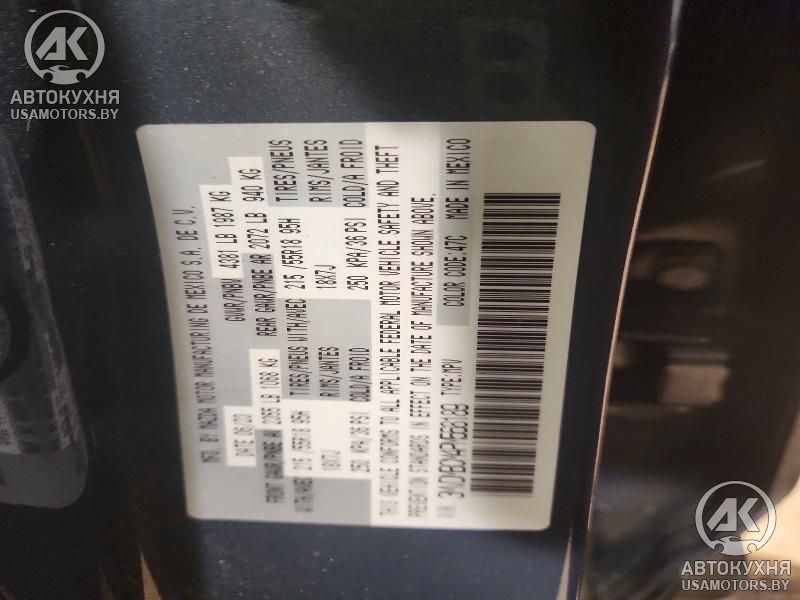 AK
АВТОКУХНЯ
USAMOTORS.BY
MFD. BY MAZDA MOTOR MANUFACTURING DE MEXICO S.A. DE C.V.
DATE 06/23 GVWR/PNBV 4381 LB 1987 KG
FRONT GAWR/PNBE AV 2355 LB 1068 KG REAR GAWR/PNBE AR 2072 LB 940 KG
WITH/AVEC 215 /55R18 95H TIRES/PNEUS WITH/AVEC 215 /55R18 95H TIRES/PNEUS
18X7J RIMS/JANTES 18X7J RIMS/JANTES
250 KPA/36 PSI COLD/A FROID 250 KPA/36 PSI COLD/A FROID
THIS VEHICLE CONFORMS TO ALL APPLICABLE FEDERAL MOTOR VEHICLE SAFETY AND THEFT
PREVENTION STANDARDS IN EFFECT ON THE DATE OF MANUFACTURE SHOWN ABOVE.
TYPE:MPV COLOR CODE:47C MADE IN MEXICO
AK
АВТОКУХНЯ
USAMOTORS.BY